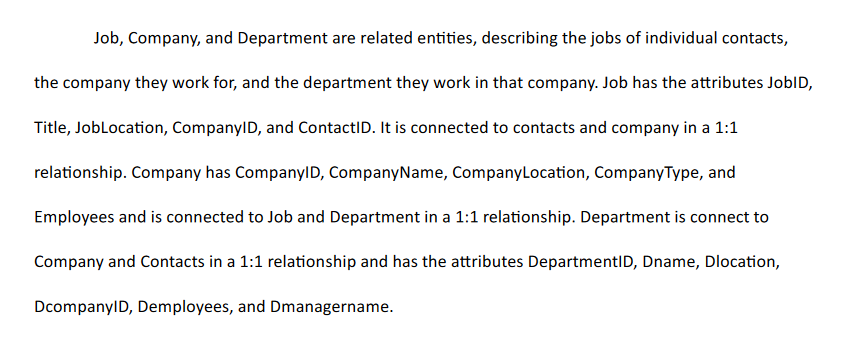 Job, Company, and Department are related entities, describing the jobs of individual contacts,
the company they work for, and the department they work in that company. Job has the attributes JobID,
Title, JobLocation, CompanyID, and ContactID. It is connected to contacts and company in a 1:1
relationship. Company has CompanyID, CompanyName, CompanyLocation, CompanyType, and
Employees and is connected to Job and Department in a 1:1 relationship. Department is connect to
Company and Contacts in a 1:1 relationship and has the attributes DepartmentID, Dname, Dlocation,
DcompanyID, Demployees, and Dmanagername.